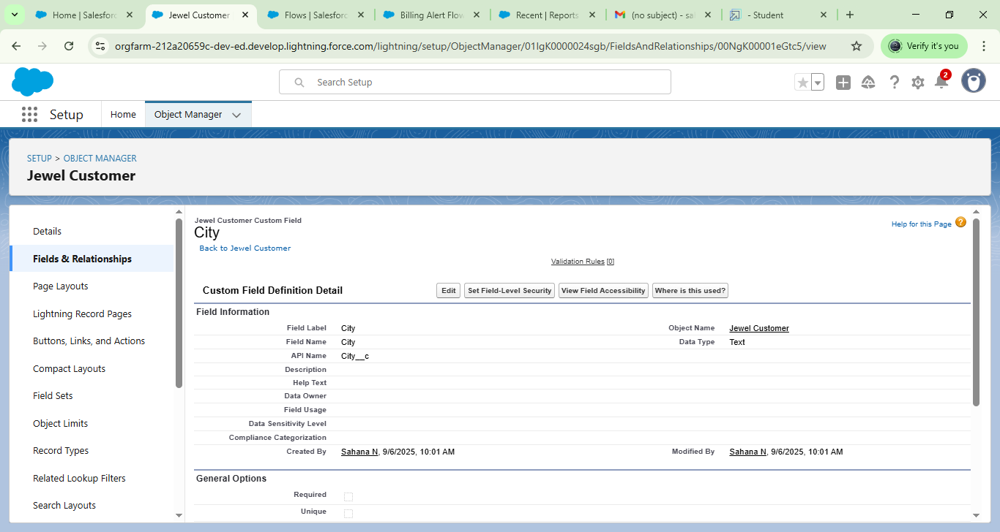 Home | Salesforc
Jewel Customer
Flows | Salesforc
Billing Alert Flow
Recent | Reports
(no subject) - sa
- Student
orgfarm-212a20659c-dev-ed.develop.lightning.force.com/lightning/setup/ObjectManager/01IgK0000024sgb/FieldsAndRelationships/00NgK00001eGtc5/view
Verify it's you
Search Setup
2
Setup
Home
Object Manager
SETUP > OBJECT MANAGER
Jewel Customer
Details
Fields & Relationships
Page Layouts
Lightning Record Pages
Buttons, Links, and Actions
Compact Layouts
Field Sets
Object Limits
Record Types
Related Lookup Filters
Search Layouts
Jewel Customer Custom Field
City
Back to Jewel Customer
Help for this Page ?
Validation Rules [0]
Custom Field Definition Detail
Edit
Set Field-Level Security
View Field Accessibility
Where is this used?
Field Information
Field Label City Object Name Jewel Customer
Field Name City Data Type Text
API Name City__c
Description
Help Text
Data Owner
Field Usage
Data Sensitivity Level
Compliance Categorization
Created By Sahana N, 9/6/2025, 10:01 AM Modified By Sahana N, 9/6/2025, 10:01 AM
General Options
Required
Unique